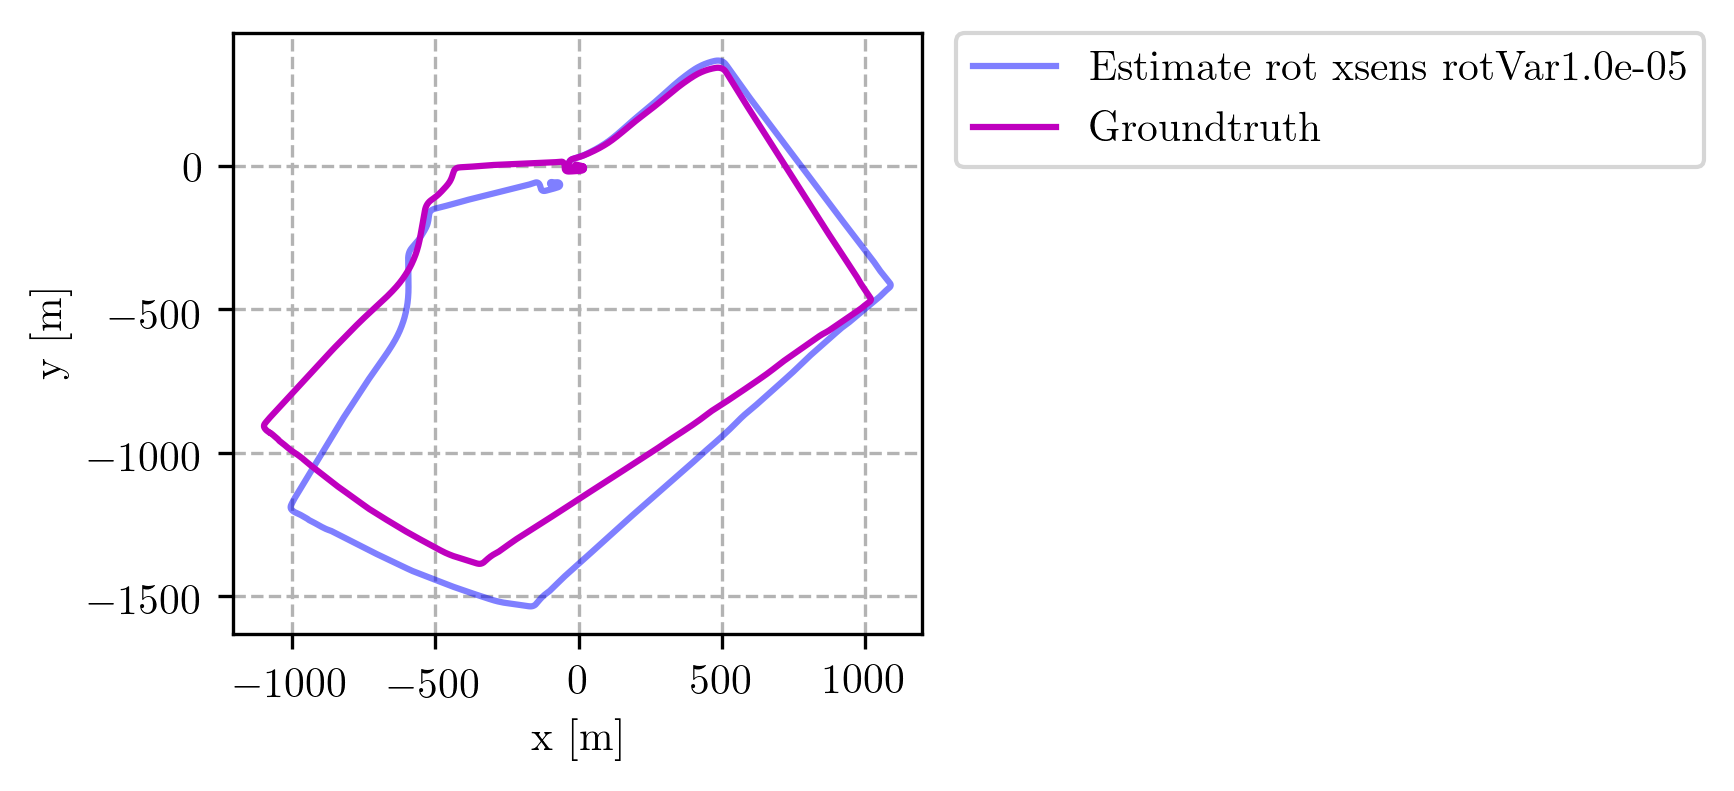 Estimate rot xsens rotVar1.0e-05
Groundtruth
0
−500
−1000
−1500
y [m]
−1000 −500 0 500 1000
x [m]